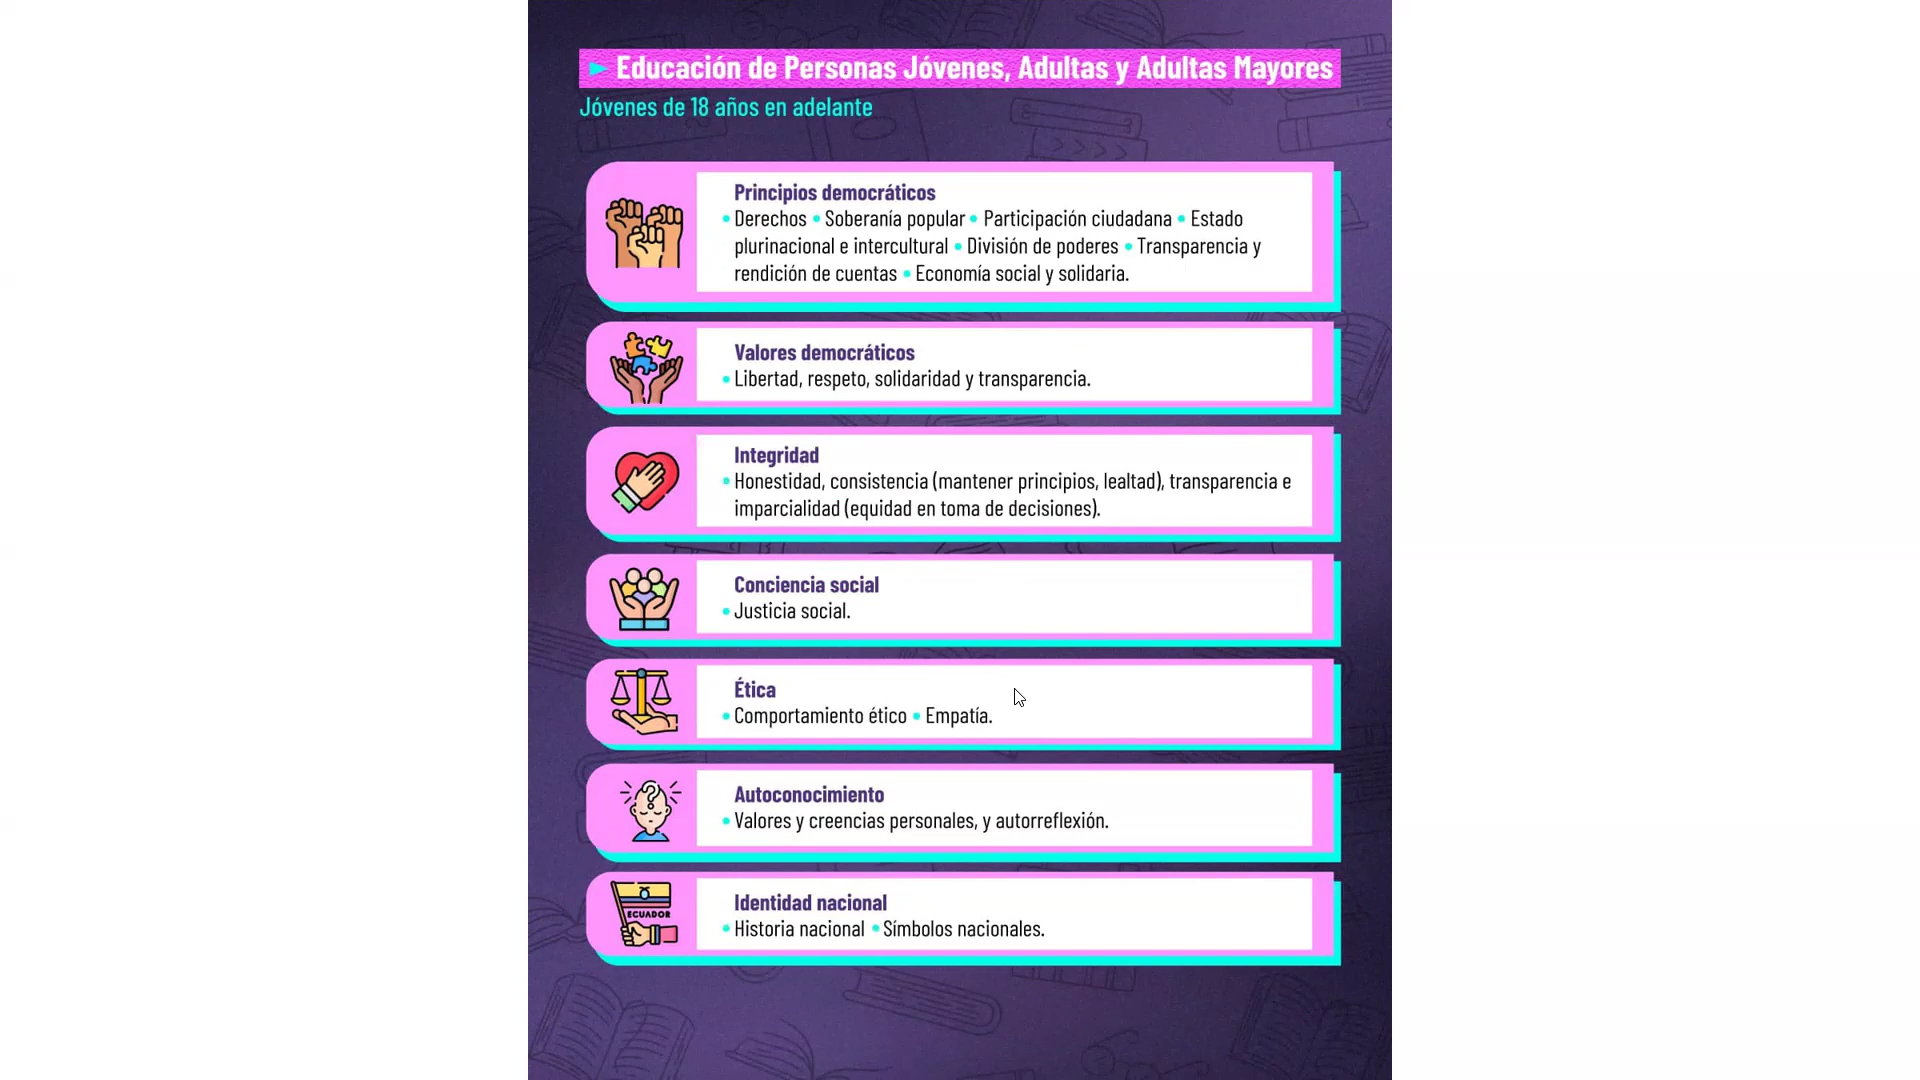 Educación de Personas Jóvenes, Adultas y Adultas Mayores
Jóvenes de 18 años en adelante
Principios democráticos
• Derechos • Soberanía popular • Participación ciudadana • Estado
plurinacional e intercultural • División de poderes • Transparencia y
rendición de cuentas • Economía social y solidaria.
Valores democráticos
• Libertad, respeto, solidaridad y transparencia.
Integridad
• Honestidad, consistencia (mantener principios, lealtad), transparencia e
imparcialidad (equidad en toma de decisiones).
Conciencia social
• Justicia social.
Ética
• Comportamiento ético • Empatía.
Autoconocimiento
• Valores y creencias personales, y autorreflexión.
ECUADOR
Identidad nacional
• Historia nacional • Símbolos nacionales.